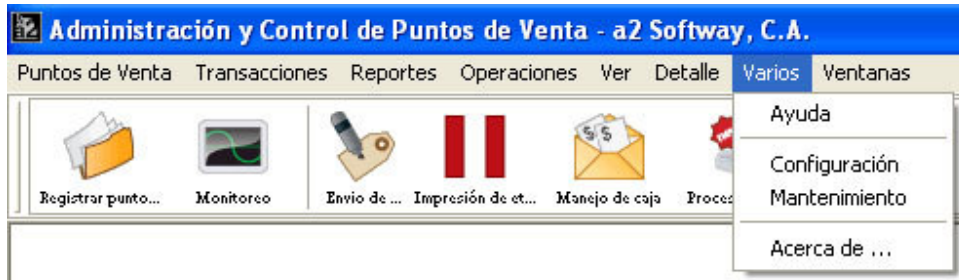 Administración y Control de Puntos de Venta - a2 Softway, C.A.
Puntos de Venta Transacciones Reportes Operaciones Ver Detalle Varios Ventanas
Ayuda
Configuración
Mantenimiento
Acerca de ...
Registrar punto... Monitoreo Envio de ... Impresión de et... Manejo de caja